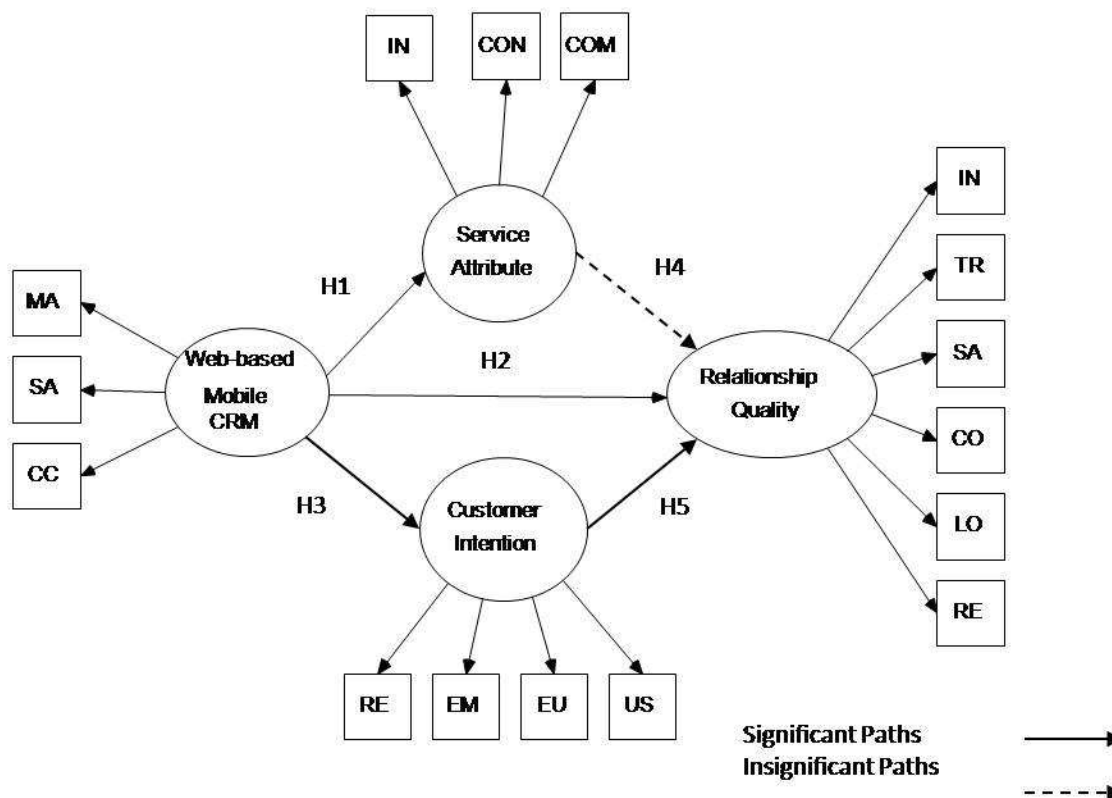 IN
CON
COM
Service
Attribute
H1
H4
MA
SA
CC
Web-based
Mobile
CRM
H2
Relationship
Quality
IN
TR
SA
CO
LO
RE
H3
Customer
Intention
H5
RE
EM
EU
US
Significant Paths
Insignificant Paths